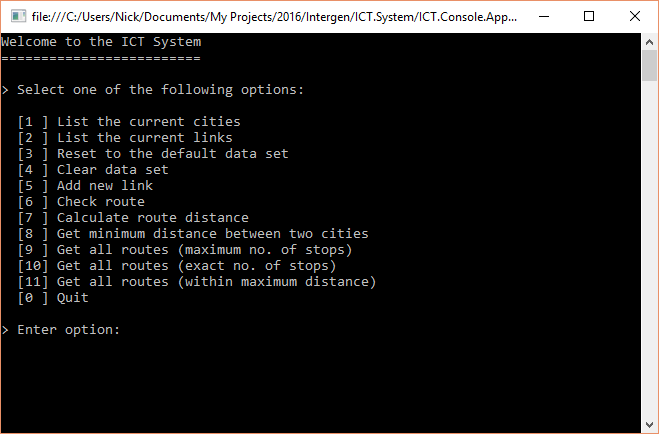 file:///C:/Users/Nick/Documents/My Projects/2016/Intergen/ICT.System/ICT.Console.App...
Welcome to the ICT System
=========================
> Select one of the following options:
[1 ] List the current cities
[2 ] List the current links
[3 ] Reset to the default data set
[4 ] Clear data set
[5 ] Add new link
[6 ] Check route
[7 ] Calculate route distance
[8 ] Get minimum distance between two cities
[9 ] Get all routes (maximum no. of stops)
[10] Get all routes (exact no. of stops)
[11] Get all routes (within maximum distance)
[0 ] Quit
> Enter option: